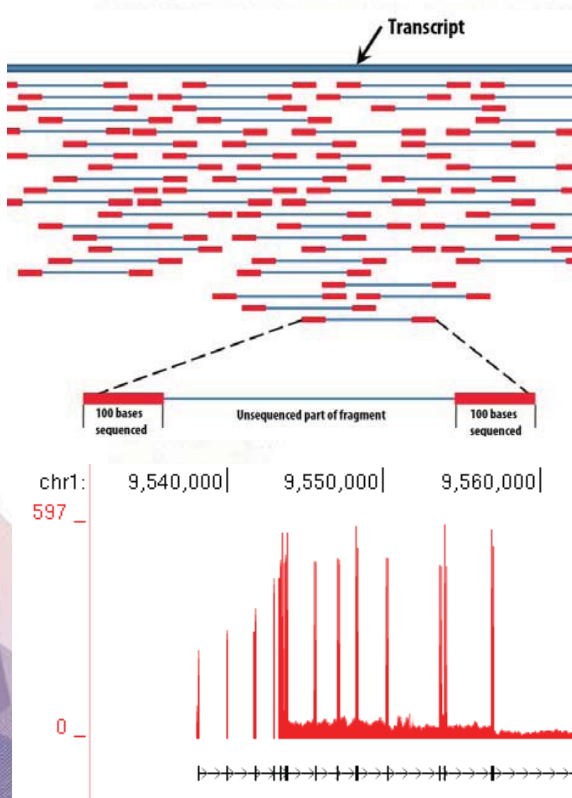 Transcript
100 bases
sequenced
Unsequenced part of fragment
100 bases
sequenced
chr1: 9,540,000| 9,550,000| 9,560,000|
597
0